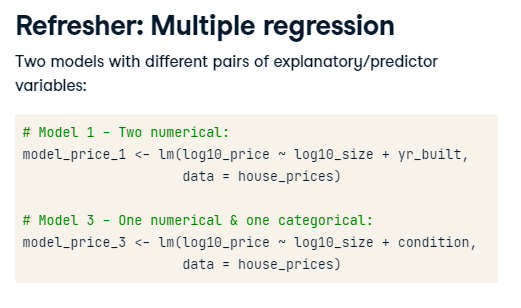 Refresher: Multiple regression
Two models with different pairs of explanatory/predictor
variables:
# Model 1 - Two numerical:
model_price_1 <- lm(log10_price ~ log10_size + yr_built,
                    data = house_prices)
# Model 3 - One numerical & one categorical:
model_price_3 <- lm(log10_price ~ log10_size + condition,
                    data = house_prices)